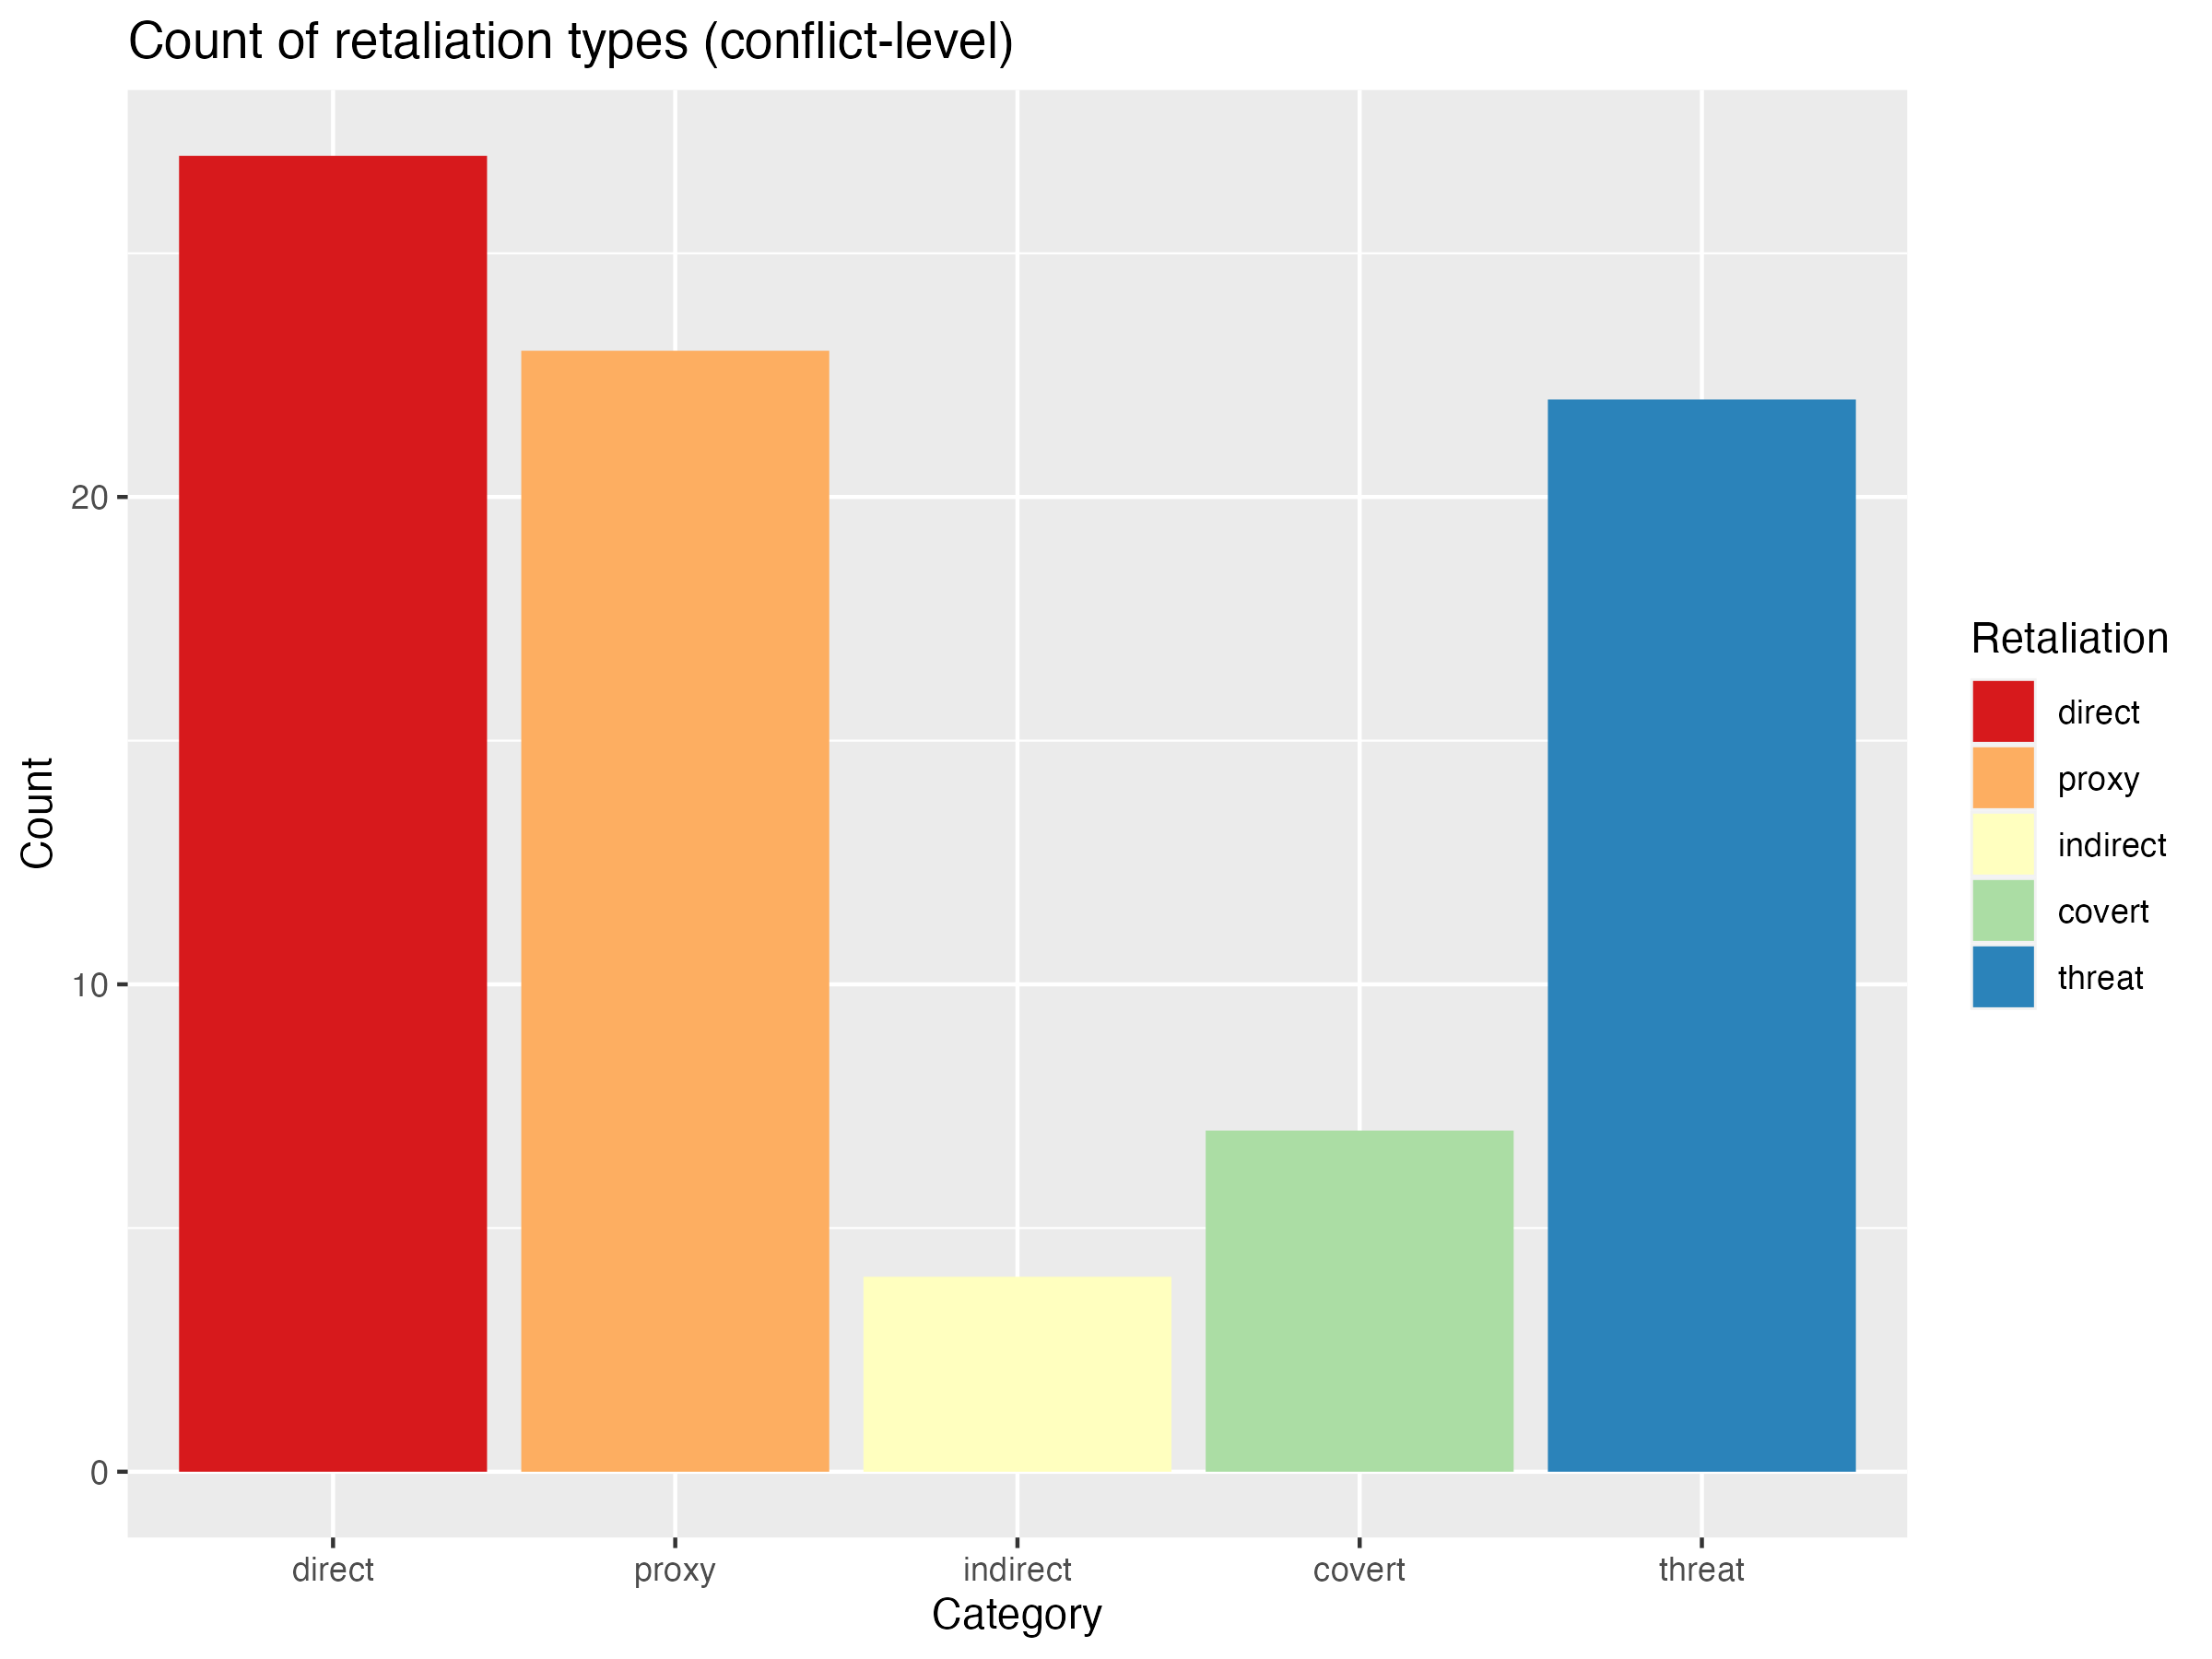 Count of retaliation types (conflict-level)
Count
20
10
0
direct
proxy
indirect
covert
threat
Category
Retaliation
direct
proxy
indirect
covert
threat